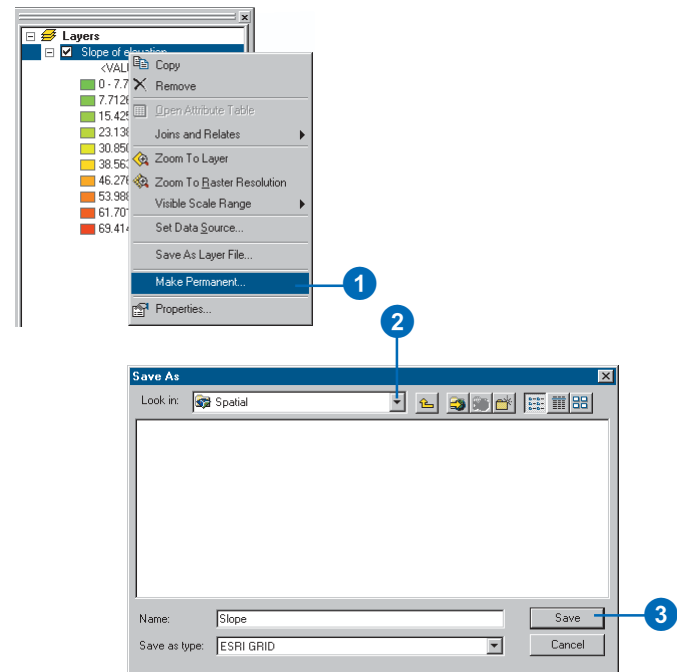 Layers
Slope of elevation
<VALU
0 - 7.7
7.7126
15.425
23.138
30.850
38.563
46.276
53.988
61.701
69.414
Copy
Remove
Open Attribute Table
Joins and Relates
Zoom To Layer
Zoom To Raster Resolution
Visible Scale Range
Set Data Source...
Save As Layer File...
Make Permanent...
Properties...
1
2
Save As
Look in: Spatial
Name: Slope
Save
3
Save as type: ESRI GRID
Cancel